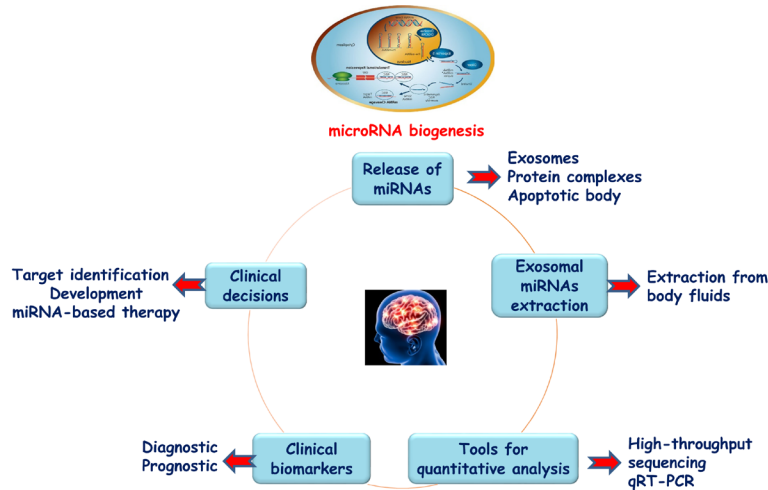 microRNA biogenesis
Release of
miRNAs
Exosomes
Protein complexes
Apoptotic body
Exosomal
miRNAs
extraction
Extraction from
body fluids
Tools for
quantitative analysis
High-throughput
sequencing
qRT-PCR
Clinical
biomarkers
Diagnostic
Prognostic
Clinical
decisions
Target identification
Development
miRNA-based therapy